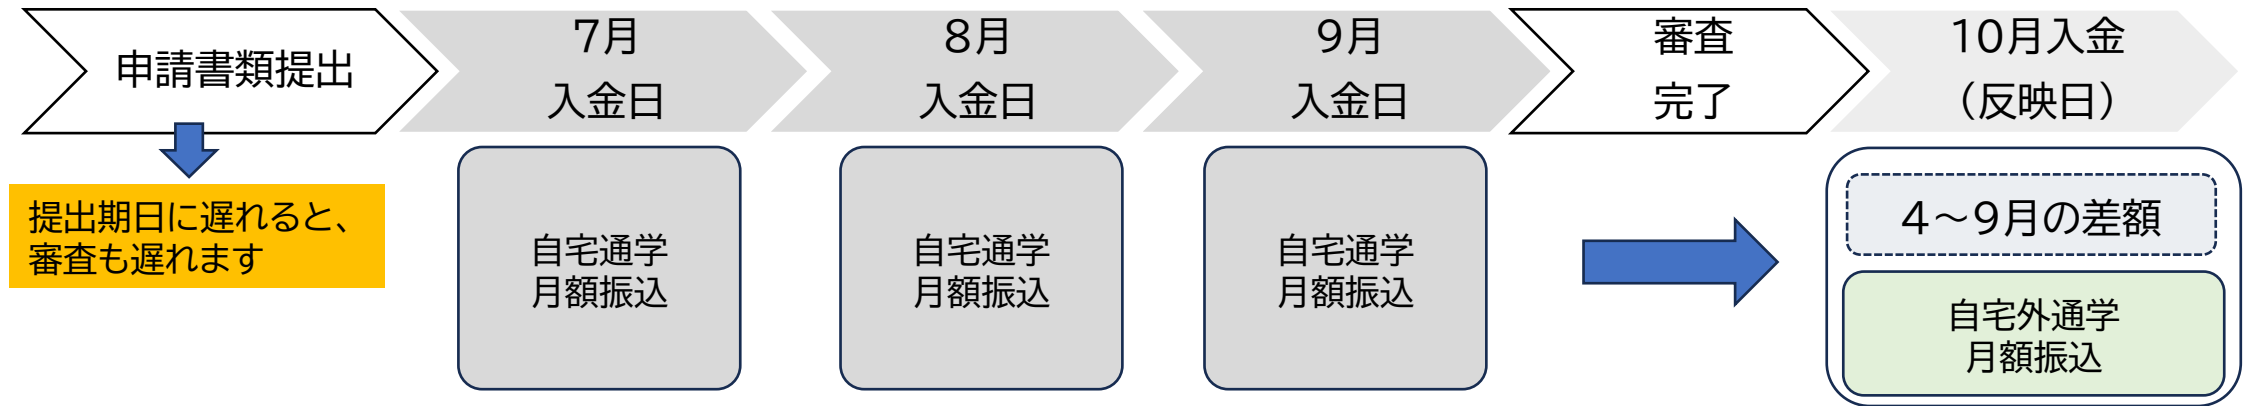 申請書類提出
7月
入金日
8月
入金日
9月
入金日
審査
完了
10月入金
（反映日）
提出期日に遅れると、
審査も遅れます
自宅通学
月額振込
自宅通学
月額振込
自宅通学
月額振込
4～9月の差額
自宅外通学
月額振込